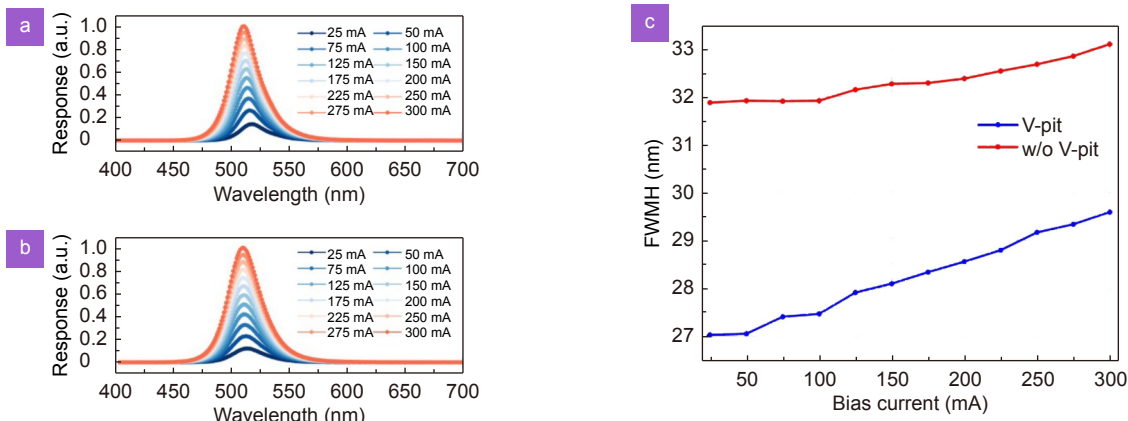 a
Response (a.u.)
1.0
0.8
0.6
0.4
0.2
0
25 mA 50 mA
75 mA 100 mA
125 mA 150 mA
175 mA 200 mA
225 mA 250 mA
275 mA 300 mA
400 450 500 550 600 650 700
Wavelength (nm)
b
Response (a.u.)
1.0
0.8
0.6
0.4
0.2
0
25 mA 50 mA
75 mA 100 mA
125 mA 150 mA
175 mA 200 mA
225 mA 250 mA
275 mA 300 mA
400 450 500 550 600 650 700
Wavelength (nm)
c
FWMH (nm)
33
32
31
30
29
28
27
V-pit
w/o V-pit
50 100 150 200 250 300
Bias current (mA)